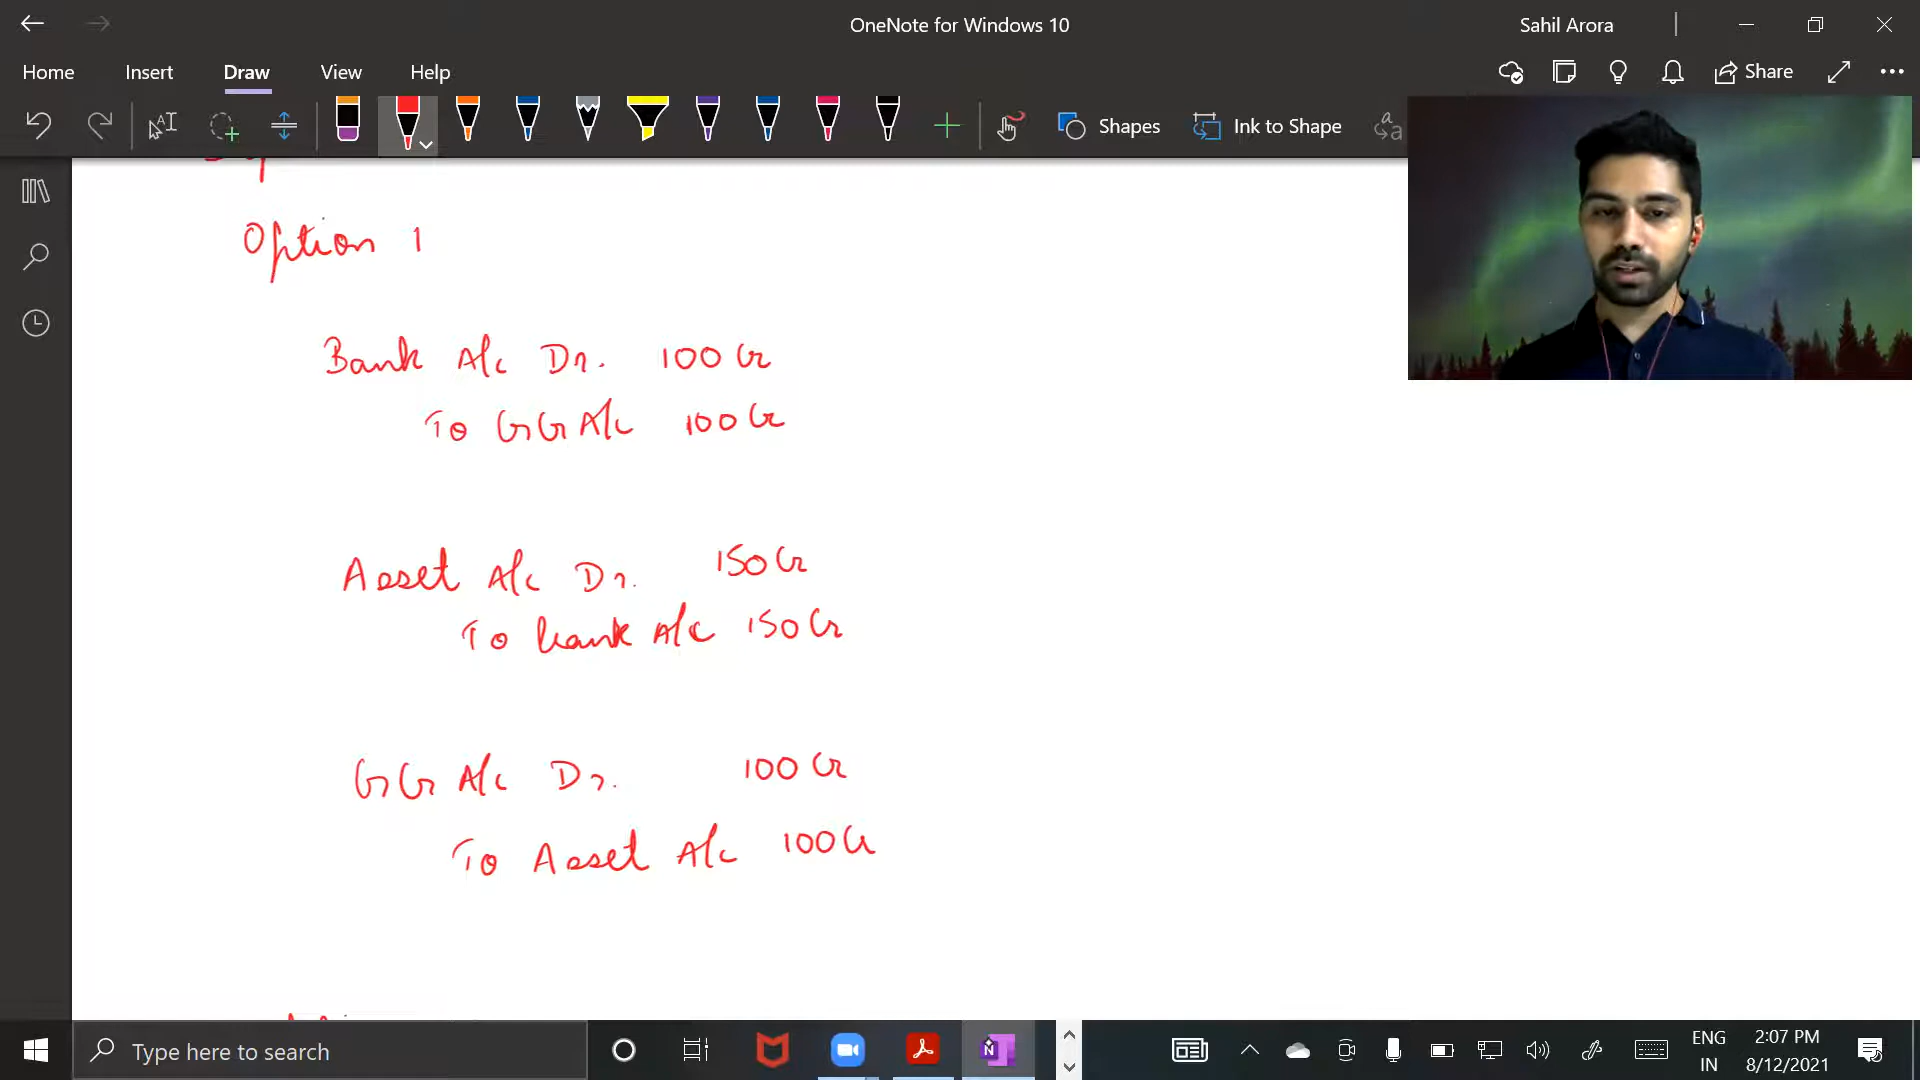 OneNote for Windows 10
Sahil Arora
Home Insert Draw View Help
Share
Shapes Ink to Shape
Option 1
Bank A/c Dr. 100 Cr
To GG A/c 100 Cr
Asset A/c Dr. 150 Cr
To bank A/c 150 Cr
GG A/c Dr. 100 Cr
To Asset A/c 100 Cr
Type here to search
ENG
IN
2:07 PM
8/12/2021